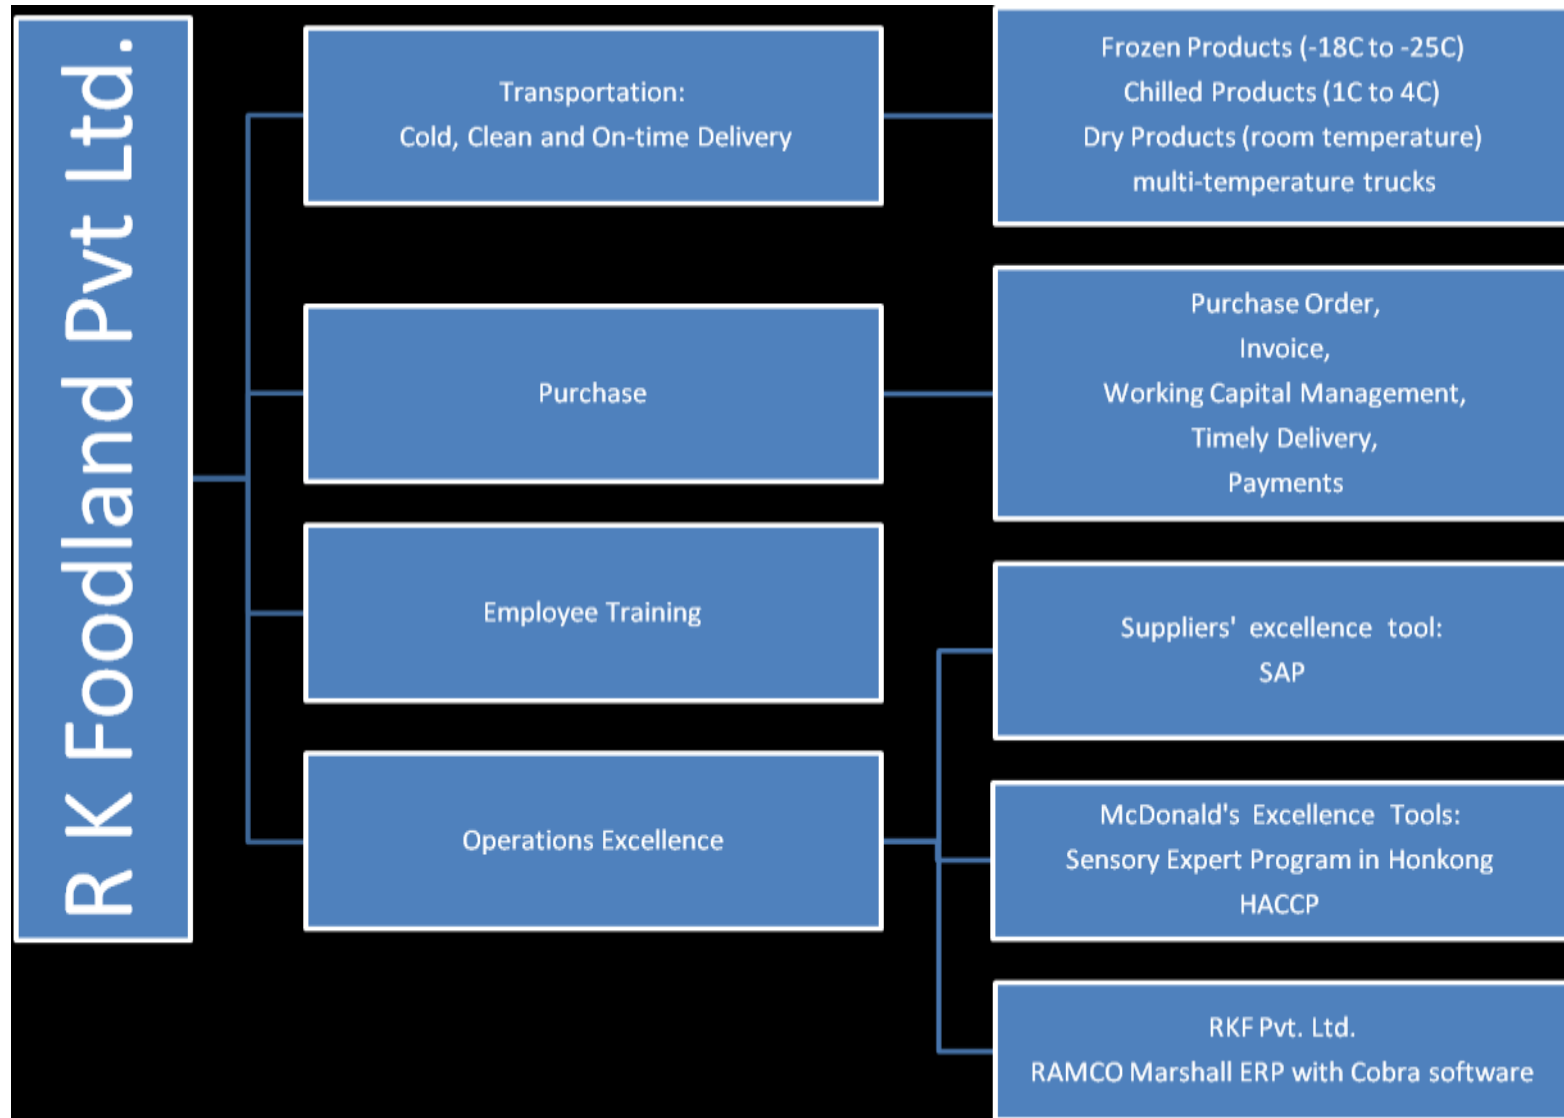 R K Foodland Pvt Ltd.
Transportation:
Cold, Clean and On-time Delivery
Frozen Products (-18C to -25C)
Chilled Products (1C to 4C)
Dry Products (room temperature)
multi-temperature trucks
Purchase
Purchase Order,
Invoice,
Working Capital Management,
Timely Delivery,
Payments
Employee Training
Operations Excellence
Suppliers' excellence tool:
SAP
McDonald's Excellence Tools:
Sensory Expert Program in Honkong
HACCP
RKF Pvt. Ltd.
RAMCO Marshall ERP with Cobra software